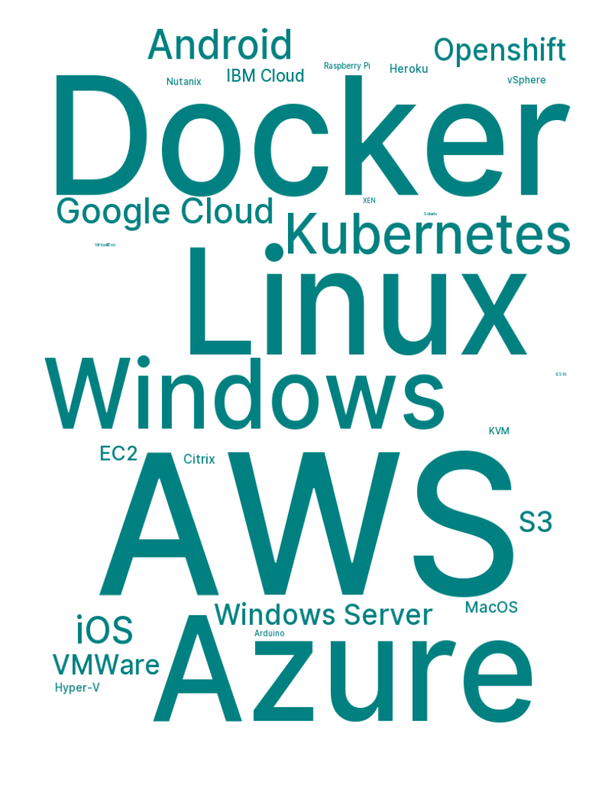 Android
Openshift
Raspberry Pi
Heroku
IBM Cloud
Nutanix
vSphere
Docker
XEN
Google Cloud
Kubernetes
VirtualBox
Linux
Windows
KVM
EC2
Citrix
AWS
S3
MacOS
Windows Server
iOS
Arduino
Azure
VMWare
Hyper-V